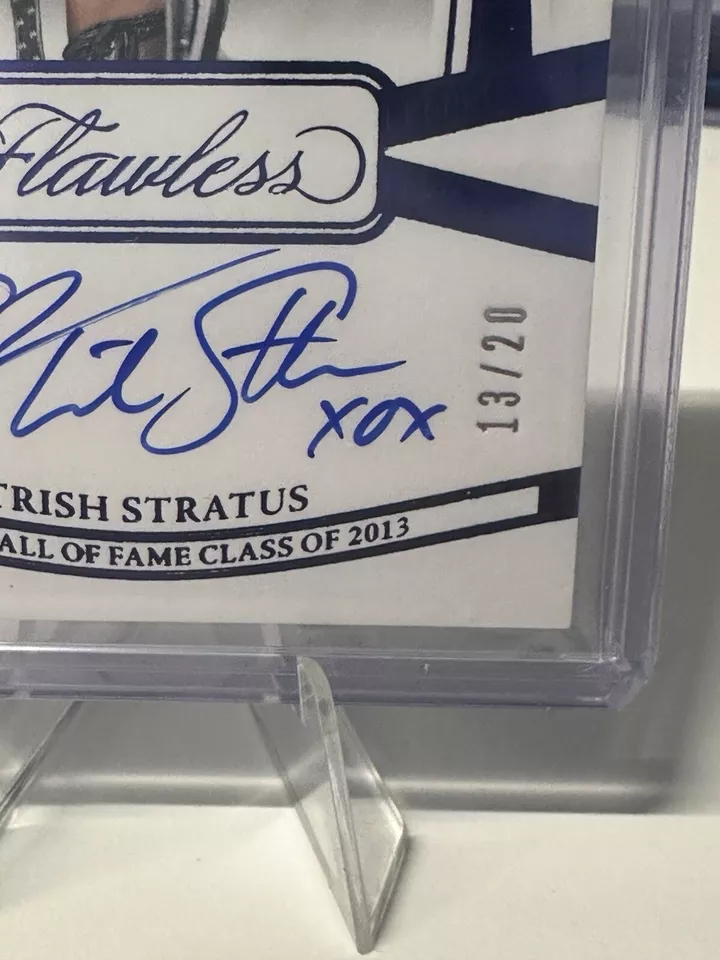 Flawless
xox
13/20
TRISH STRATUS
ALL OF FAME CLASS OF 2013